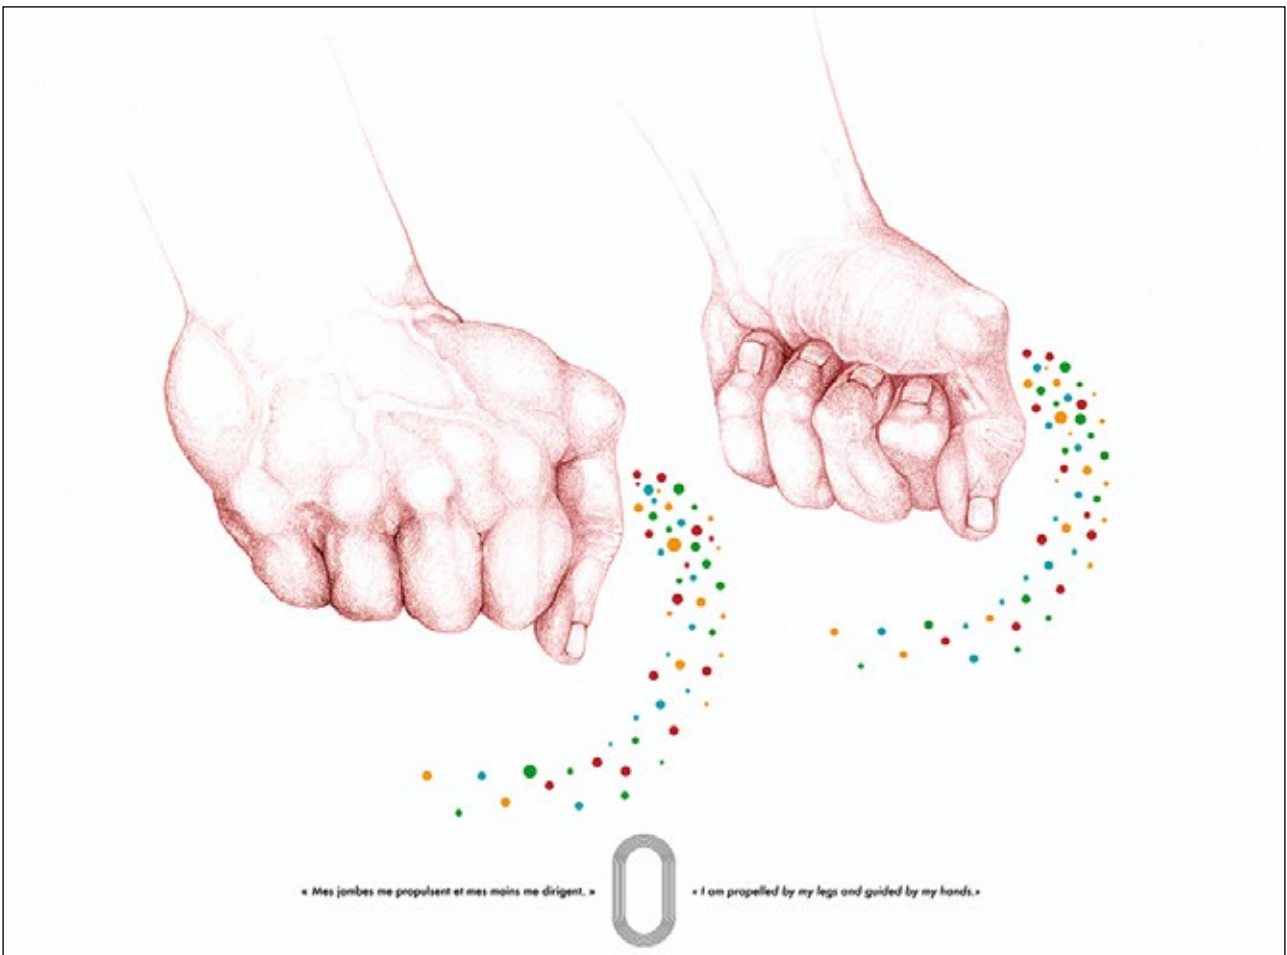 « Mes jambes me propulsent et mes mains me dirigent. »
« I am propelled by my legs and guided by my hands.»